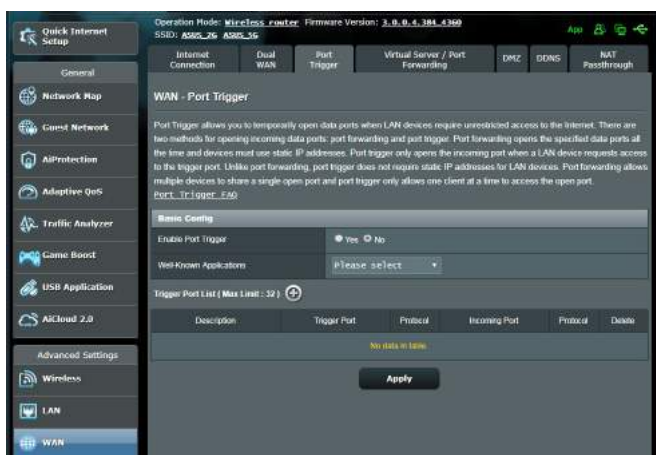 Quick Internet
Setup
Operation Mode: Wireless router Firmware Version: 3.0.0.4.384_4360
SSID: ASUS_2G ASUS_5G
App
Internet
Connection
Dual
WAN
Port
Trigger
Virtual Server / Port
Forwarding
DMZ
DDNS
NAT
Passthrough
General
Network Map
Guest Network
AiProtection
Adaptive QoS
Traffic Analyzer
Game Boost
USB Application
AiCloud 2.0
Advanced Settings
Wireless
LAN
WAN
WAN - Port Trigger
Port Trigger allows you to temporarily open data ports when LAN devices require unrestricted access to the Internet. There are
two methods for opening incoming data ports: port forwarding and port trigger. Port forwarding opens the specified data ports all
the time and devices must use static IP addresses. Port trigger only opens the incoming port when a LAN device requests access
to the trigger port. Unlike port forwarding, port trigger does not require static IP addresses for LAN devices. Port forwarding allows
multiple devices to share a single open port and port trigger only allows one client at a time to access the open port.
Port Trigger FAQ
Basic Config
Enable Port Trigger
Yes No
Well-Known Applications
Please select
Trigger Port List ( Max Limit : 32 )
Description Trigger Port Protocol Incoming Port Protocol Delete
No data in table.
Apply